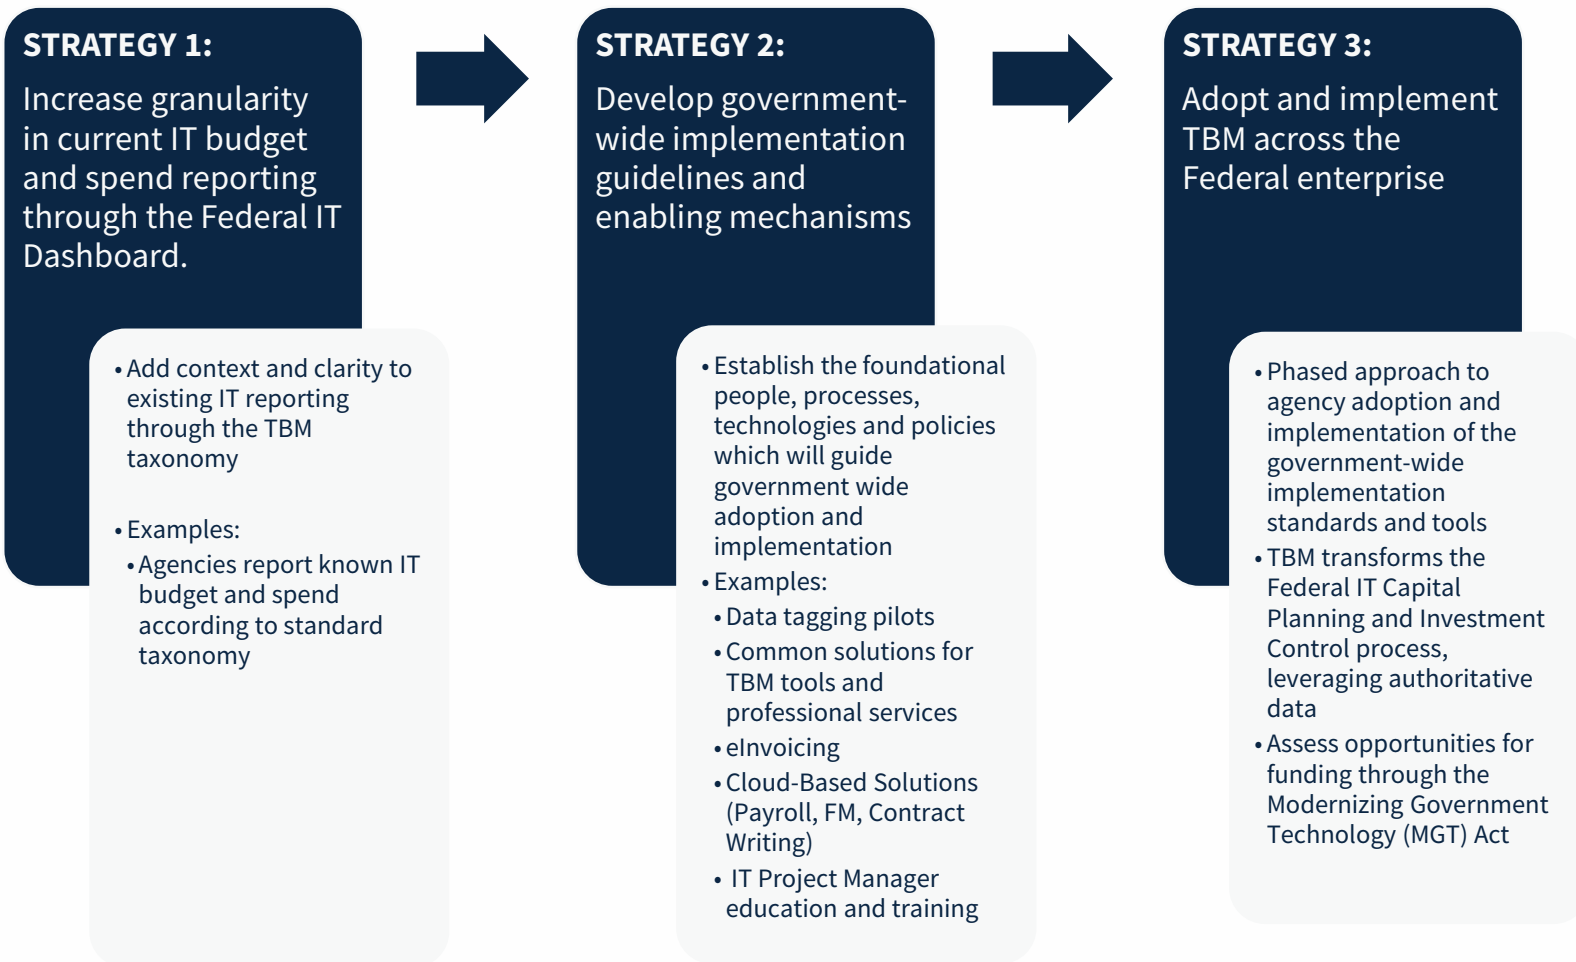 STRATEGY 1:
Increase granularity
in current IT budget
and spend reporting
through the Federal IT
Dashboard.
• Add context and clarity to
existing IT reporting
through the TBM
taxonomy
• Examples:
• Agencies report known IT
budget and spend
according to standard
taxonomy
STRATEGY 2:
Develop government-
wide implementation
guidelines and
enabling mechanisms
• Establish the foundational
people, processes,
technologies and policies
which will guide
government wide
adoption and
implementation
• Examples:
• Data tagging pilots
• Common solutions for
TBM tools and
professional services
• eInvoicing
• Cloud-Based Solutions
(Payroll, FM, Contract
Writing)
• IT Project Manager
education and training
STRATEGY 3:
Adopt and implement
TBM across the
Federal enterprise
• Phased approach to
agency adoption and
implementation of the
government-wide
implementation
standards and tools
• TBM transforms the
Federal IT Capital
Planning and Investment
Control process,
leveraging authoritative
data
• Assess opportunities for
funding through the
Modernizing Government
Technology (MGT) Act